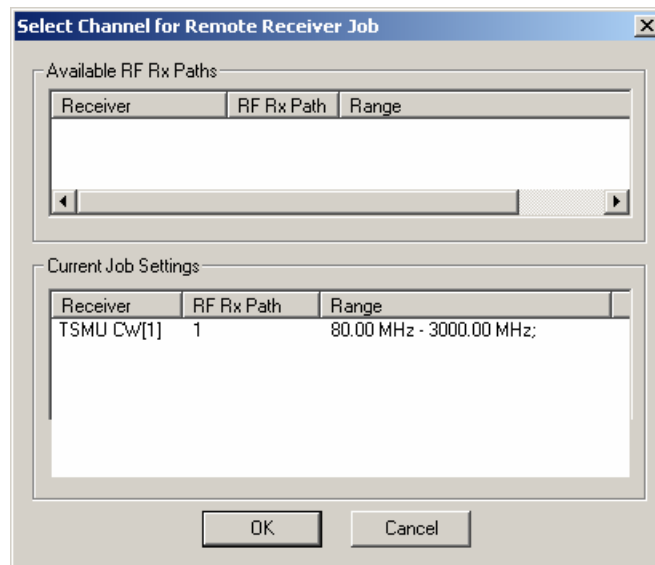 Select Channel for Remote Receiver Job
Available RF Rx Paths
Receiver RF Rx Path Range
Current Job Settings
Receiver RF Rx Path Range
TSMU CW[1] 1 80.00 MHz - 3000.00 MHz;
OK Cancel